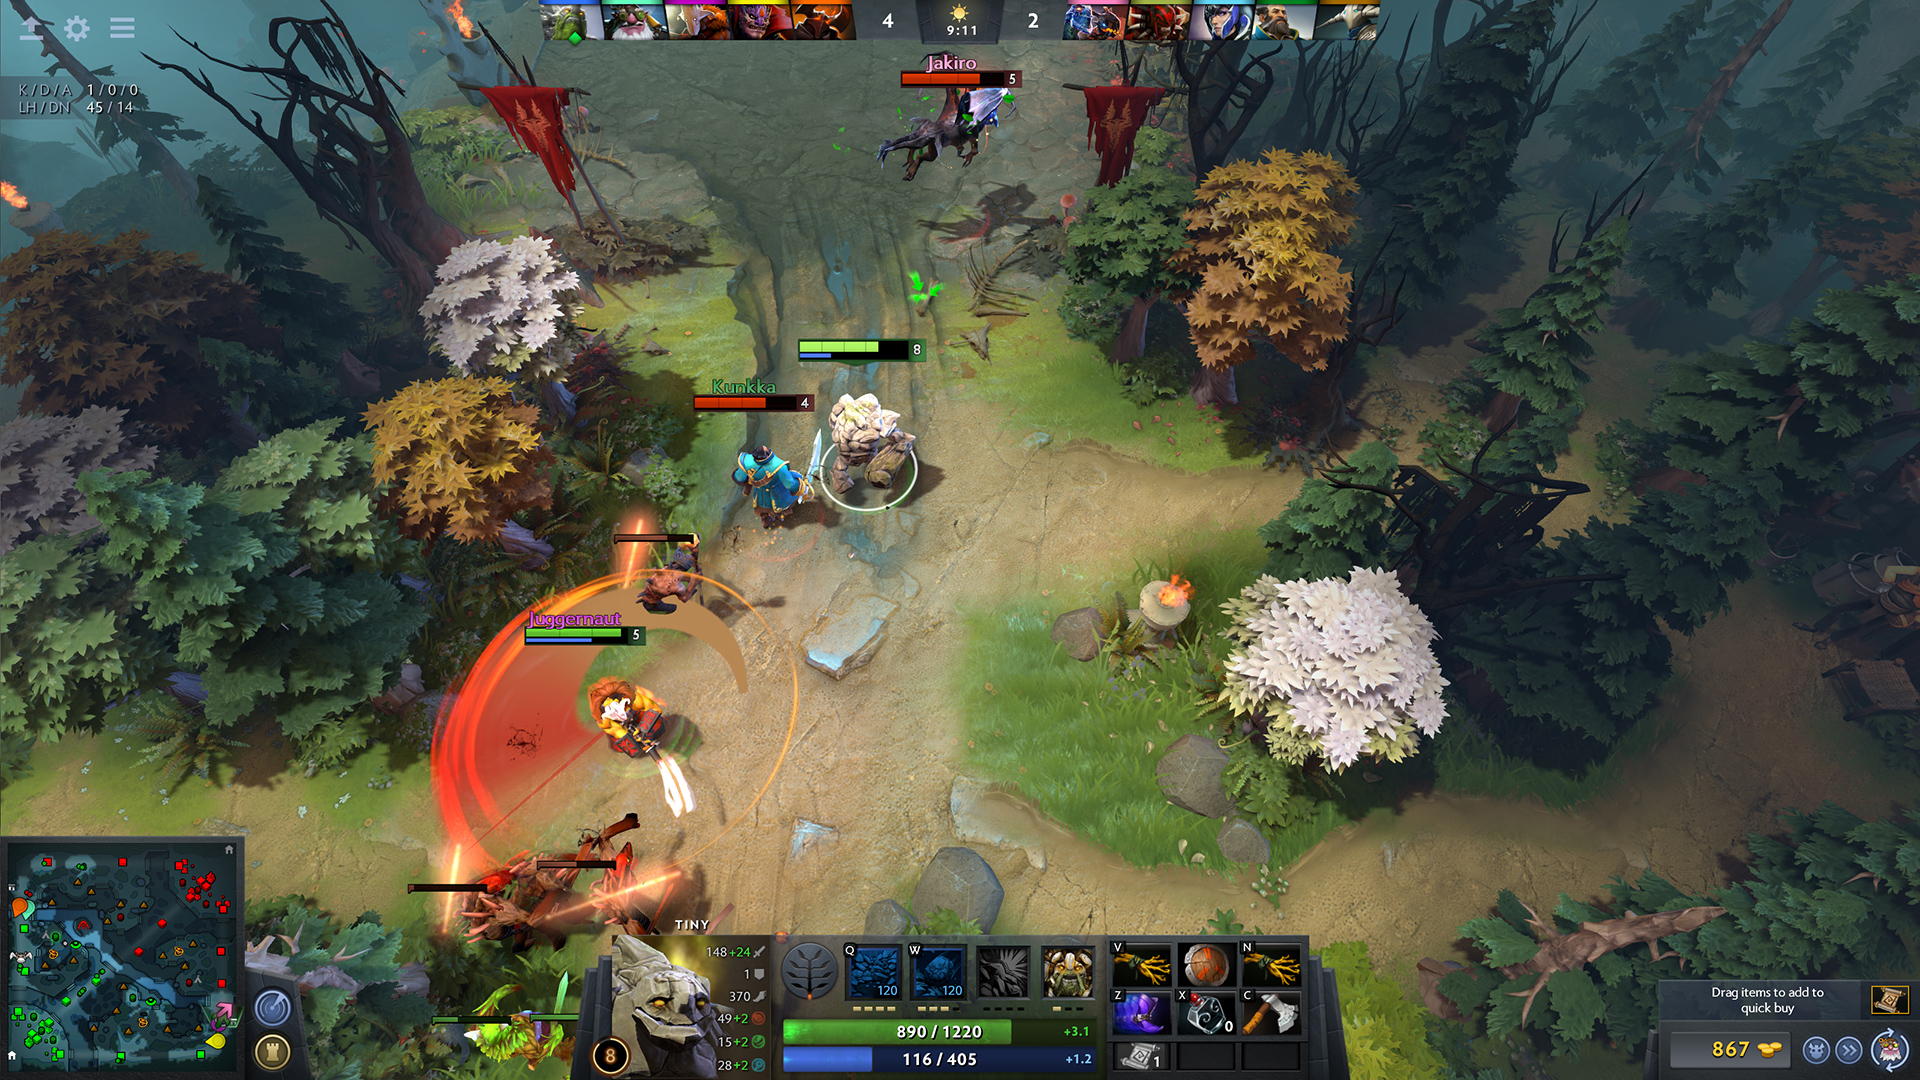 4
9:11
2
K / D / A 1 / 0 / 0
LH / DN 45 / 14
Jakiro
5
8
Kunkka
4
Juggernaut
5
TINY
148 +24
1
370
49 +2
15 +2
28 +2
8
Q
120
W
120
890 / 1220
+3.1
116 / 405
+1.2
V
N
Z
X
0
C
1
Drag items to add to
quick buy
867